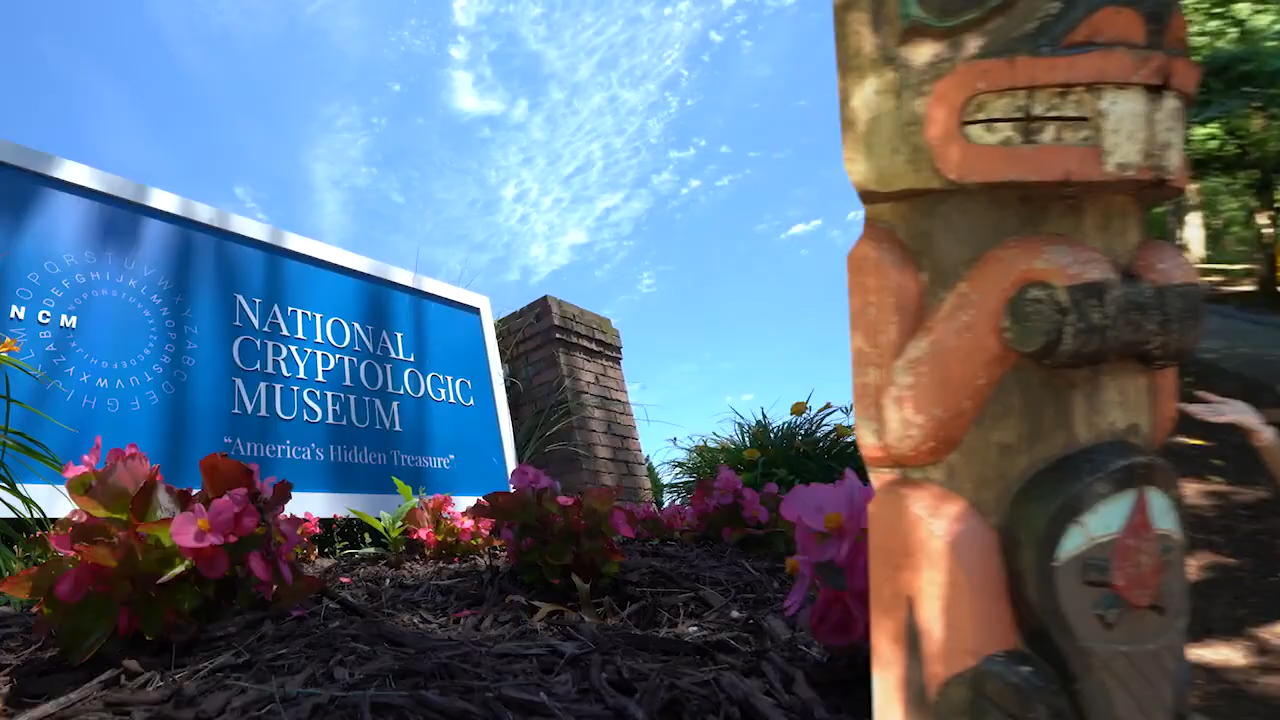 NCM
NATIONAL
CRYPTOLOGIC
MUSEUM
“America’s Hidden Treasure”